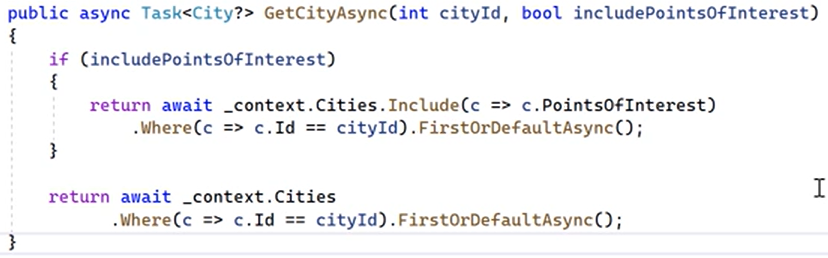 public async Task<City?> GetCityAsync(int cityId, bool includePointsOfInterest)
{
if (includePointsOfInterest)
{
return await _context.Cities.Include(c => c.PointsOfInterest)
.Where(c => c.Id == cityId).FirstOrDefaultAsync();
}
return await _context.Cities
.Where(c => c.Id == cityId).FirstOrDefaultAsync();
}